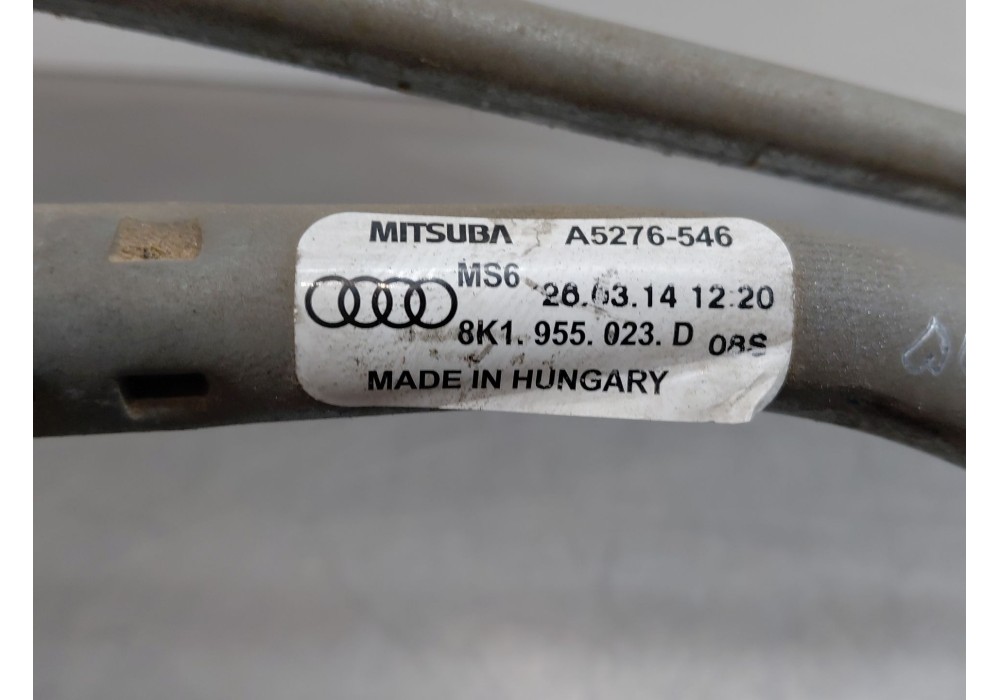 MITSUBA A5276-546
MS6
26.03.14 12:20
8K1. 955. 023. D 08S
MADE IN HUNGARY